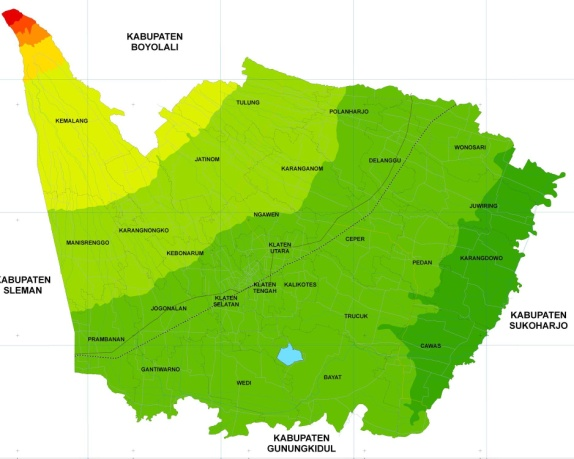 KABUPATEN
BOYOLALI
TULUNG
POLANHARJO
KEMALANG
WONOSARI
JATINOM
DELANGGU
KARANGANOM
JUWIRING
NGAWEN
KARANGNONGKO
MANISRENGGO
CEPER
KLATEN
UTARA
KEBONARUM
KARANGDOWO
PEDAN
KABUPATEN
SLEMAN
KLATEN
TENGAH
KALIKOTES
KLATEN
SELATAN
JOGONALAN
TRUCUK
KABUPATEN
SUKOHARJO
PRAMBANAN
CAWAS
GANTIWARNO
BAYAT
WEDI
KABUPATEN
GUNUNGKIDUL